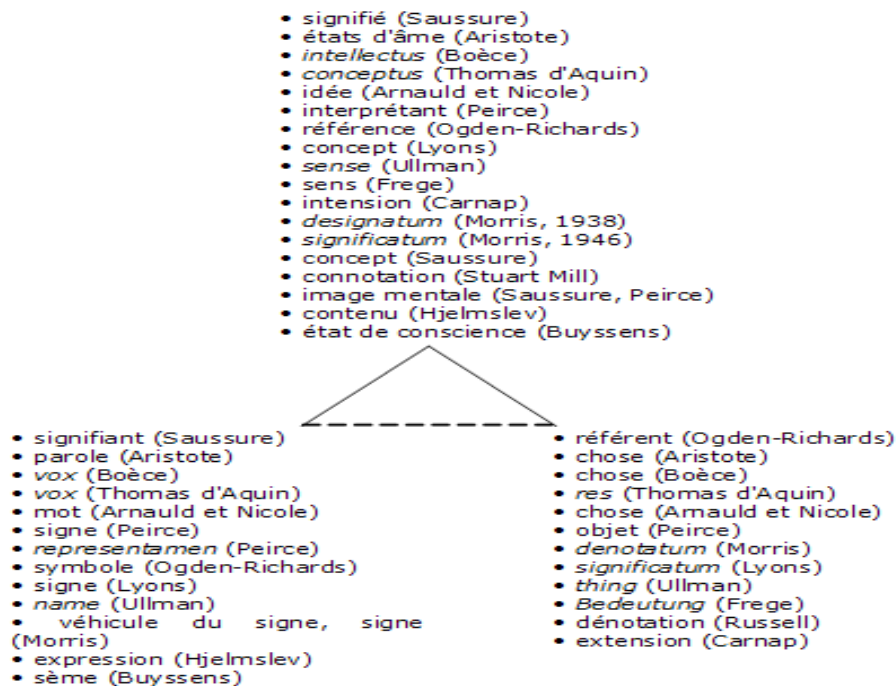 • signifié (Saussure)
• états d'âme (Aristote)
• intellectus (Boèce)
• conceptus (Thomas d'Aquin)
• idée (Arnauld et Nicole)
• interprétant (Peirce)
• référence (Ogden-Richards)
• concept (Lyons)
• sense (Ullman)
• sens (Frege)
• intension (Carnap)
• designatum (Morris, 1938)
• significatum (Morris, 1946)
• concept (Saussure)
• connotation (Stuart Mill)
• image mentale (Saussure, Peirce)
• contenu (Hjelmslev)
• état de conscience (Buyssens)
• signifiant (Saussure)
• parole (Aristote)
• vox (Boèce)
• vox (Thomas d'Aquin)
• mot (Arnauld et Nicole)
• signe (Peirce)
• representamen (Peirce)
• symbole (Ogden-Richards)
• signe (Lyons)
• name (Ullman)
• véhicule du signe, signe
(Morris)
• expression (Hjelmslev)
• sème (Buyssens)
• référent (Ogden-Richards)
• chose (Aristote)
• chose (Boèce)
• res (Thomas d'Aquin)
• chose (Arnauld et Nicole)
• objet (Peirce)
• denotatum (Morris)
• significatum (Lyons)
• thing (Ullman)
• Bedeutung (Frege)
• dénotation (Russell)
• extension (Carnap)